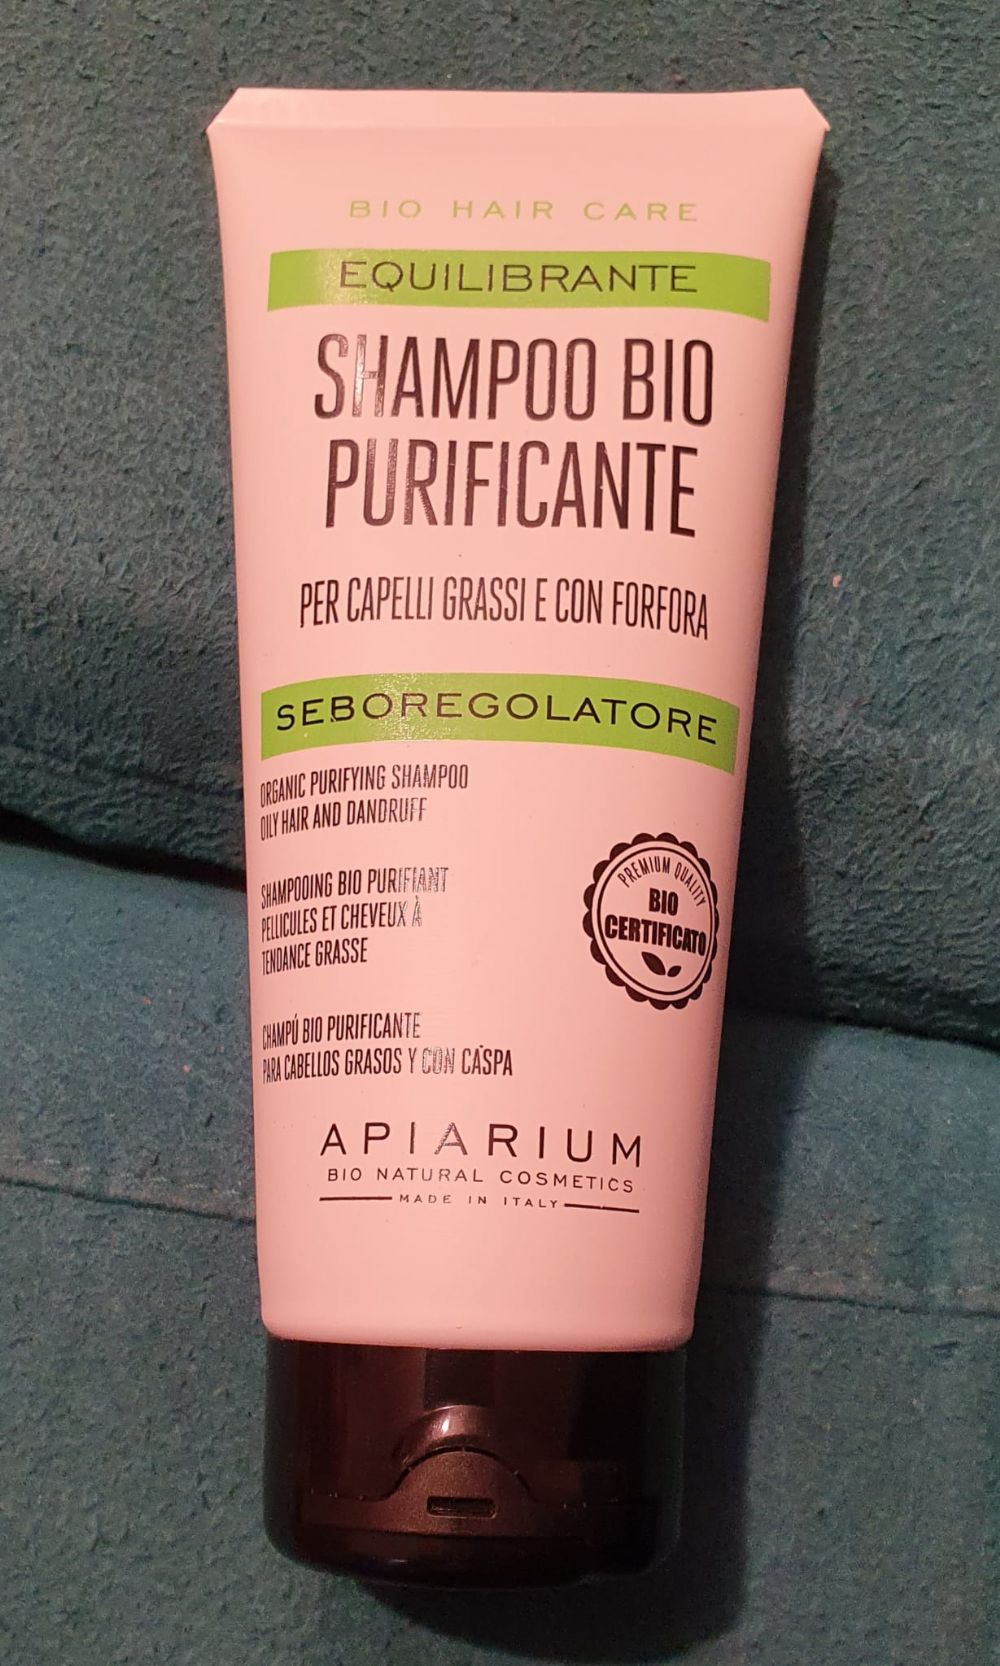 BIO HAIR CARE
EQUILIBRANTE
SHAMPOO BIO
PURIFICANTE
PER CAPELLI GRASSI E CON FORFORA
SEBOREGOLATORE
ORGANIC PURIFYING SHAMPOO
OILY HAIR AND DANDRUFF
SHAMPOOING BIO PURIFIANT
PELLICULES ET CHEVEUX À
TENDANCE GRASSE
PREMIUM QUALITY
BIO
CERTIFICATO
CHAMPÚ BIO PURIFICANTE
PARA CABELLOS GRASOS Y CON CASPA
APIARIUM
BIO NATURAL COSMETICS
MADE IN ITALY